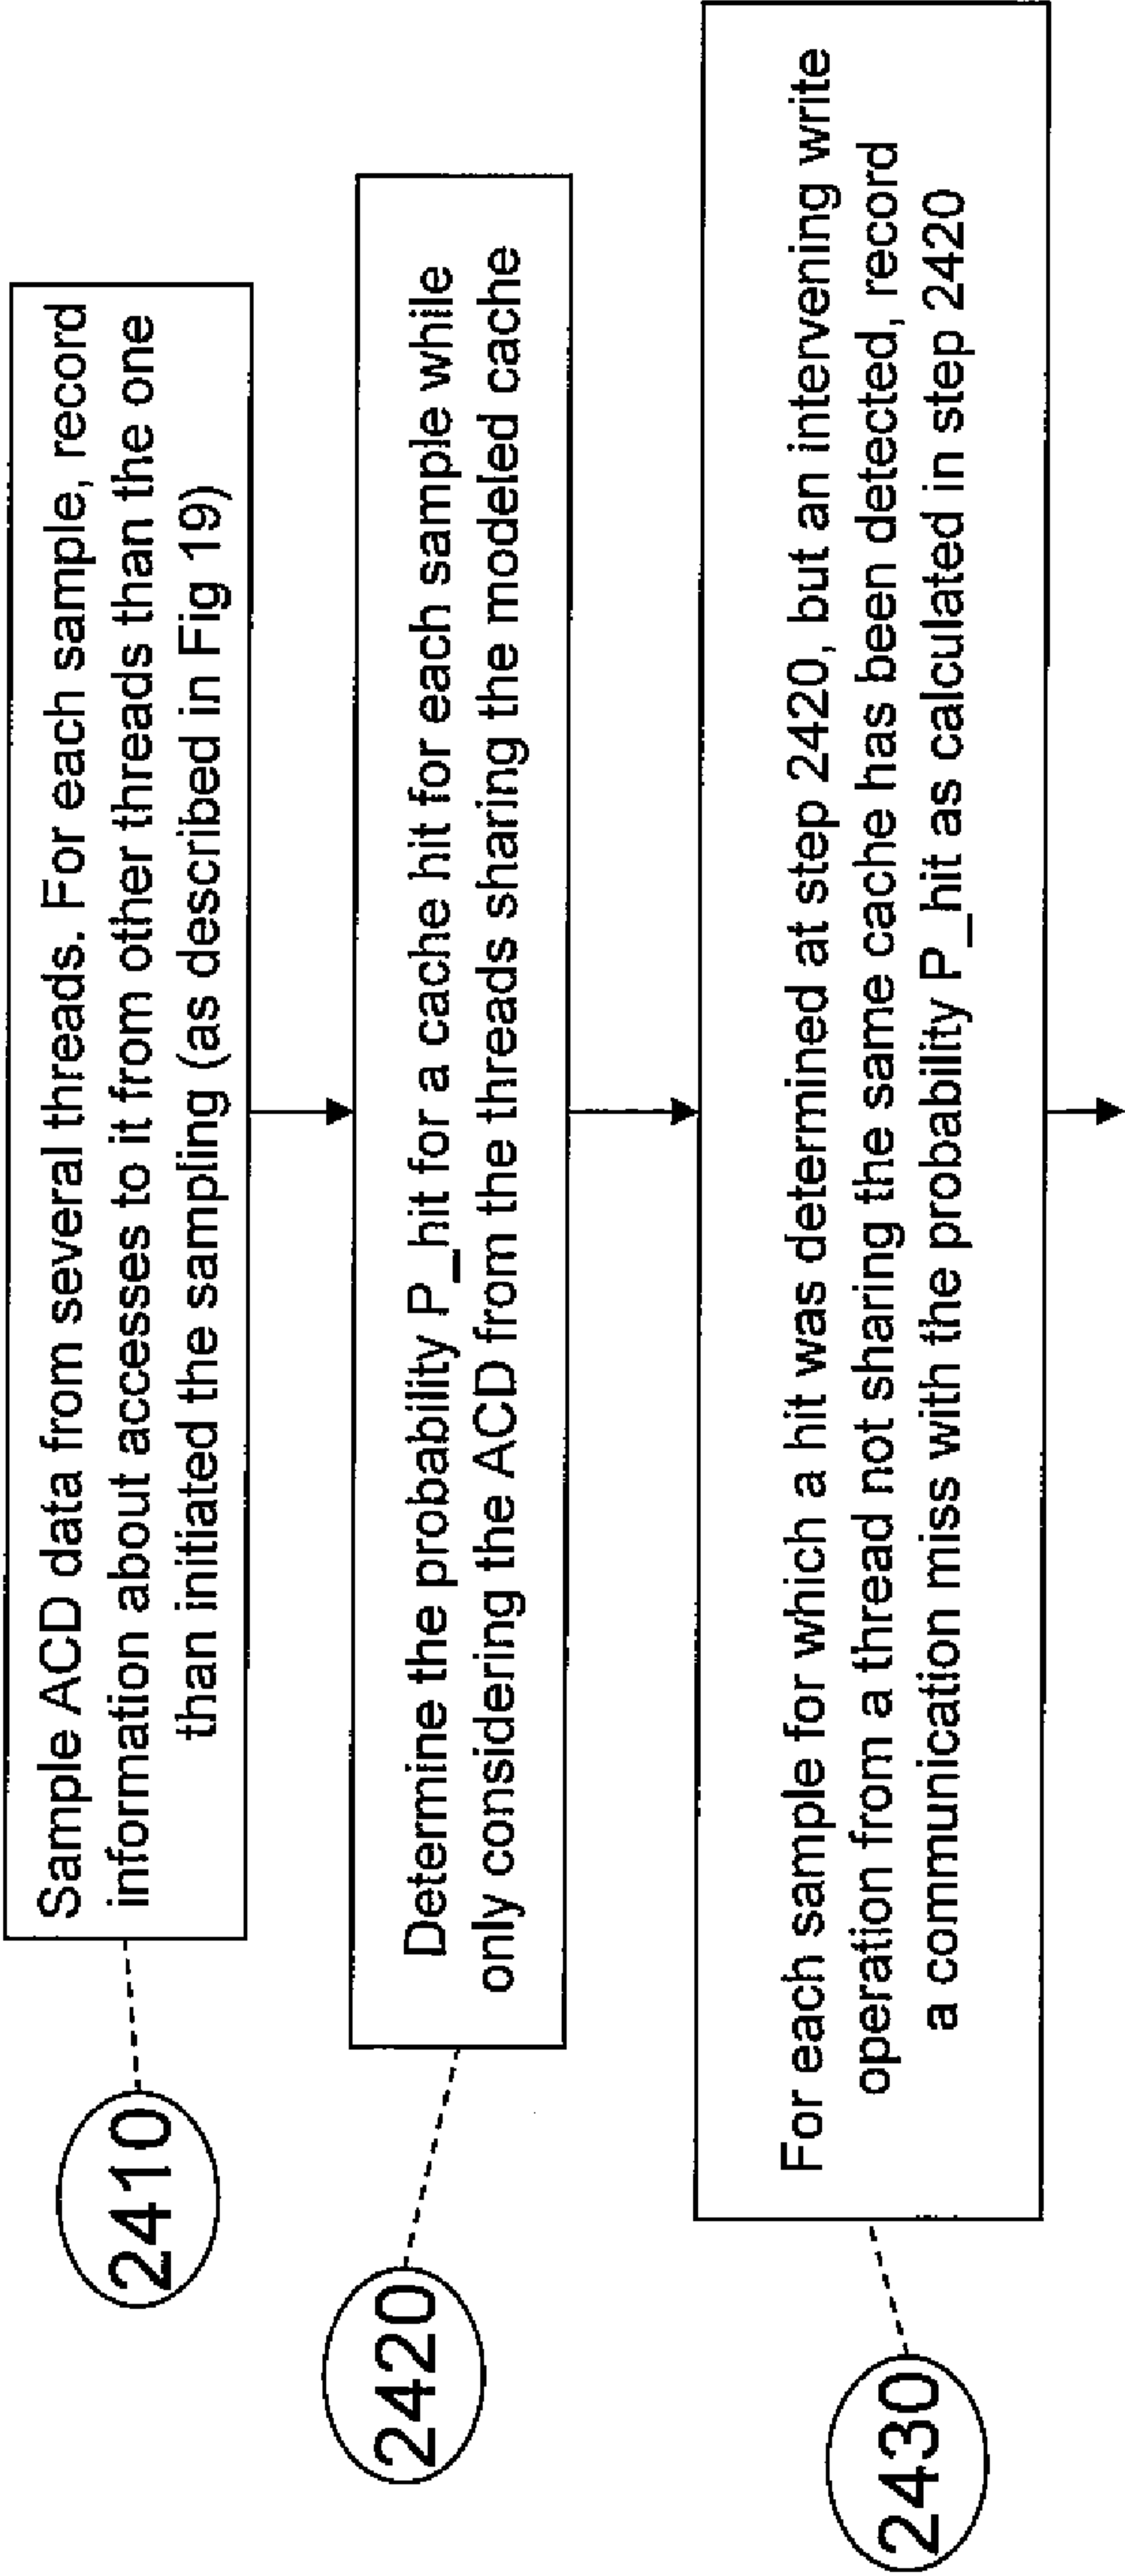 2410
Sample ACD data from several threads. For each sample, record
information about accesses to it from other threads than the one
than initiated the sampling (as described in Fig 19)
2420
Determine the probability P_hit for a cache hit for each sample while
only considering the ACD from the threads sharing the modeled cache
2430
For each sample for which a hit was determined at step 2420, but an intervening write
operation from a thread not sharing the same cache has been detected, record
a communication miss with the probability P_hit as calculated in step 2420